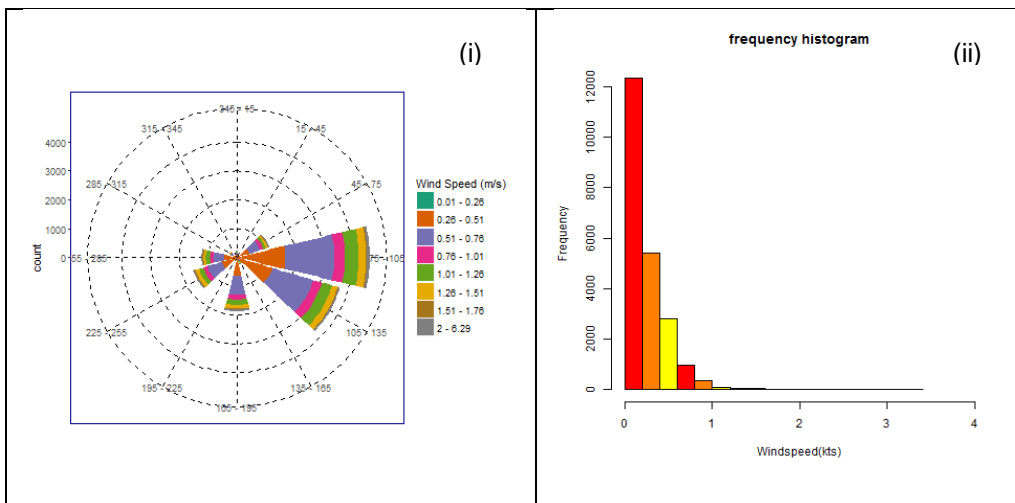 (i)
345 - 15
315 - 345
15 - 45
4000
3000
285 - 315
45 - 75
2000
1000
0
55 - 285
75 - 105
225 - 255
105 - 135
195 - 225
135 - 165
165 - 195
count
Wind Speed (m/s)
0.01 - 0.26
0.26 - 0.51
0.51 - 0.76
0.76 - 1.01
1.01 - 1.26
1.26 - 1.51
1.51 - 1.76
2 - 6.29
frequency histogram
(ii)
Frequency
12000
10000
8000
6000
4000
2000
0
0
1
2
3
4
Windspeed(kts)